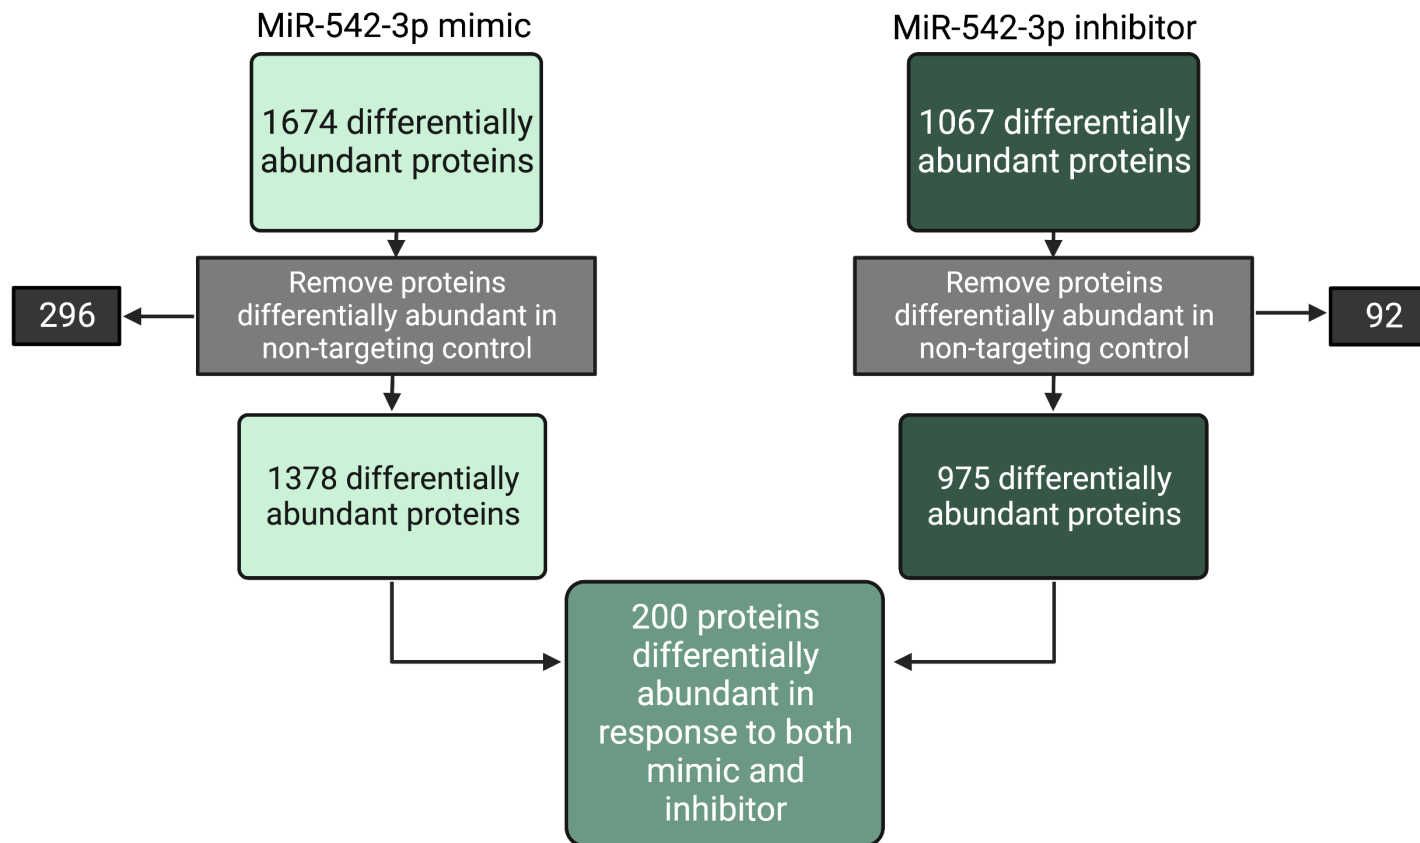 MiR-542-3p mimic
1674 differentially
abundant proteins
Remove proteins
differentially abundant in
non-targeting control
296
1378 differentially
abundant proteins
MiR-542-3p inhibitor
1067 differentially
abundant proteins
Remove proteins
differentially abundant in
non-targeting control
92
975 differentially
abundant proteins
200 proteins
differentially
abundant in
response to both
mimic and
inhibitor